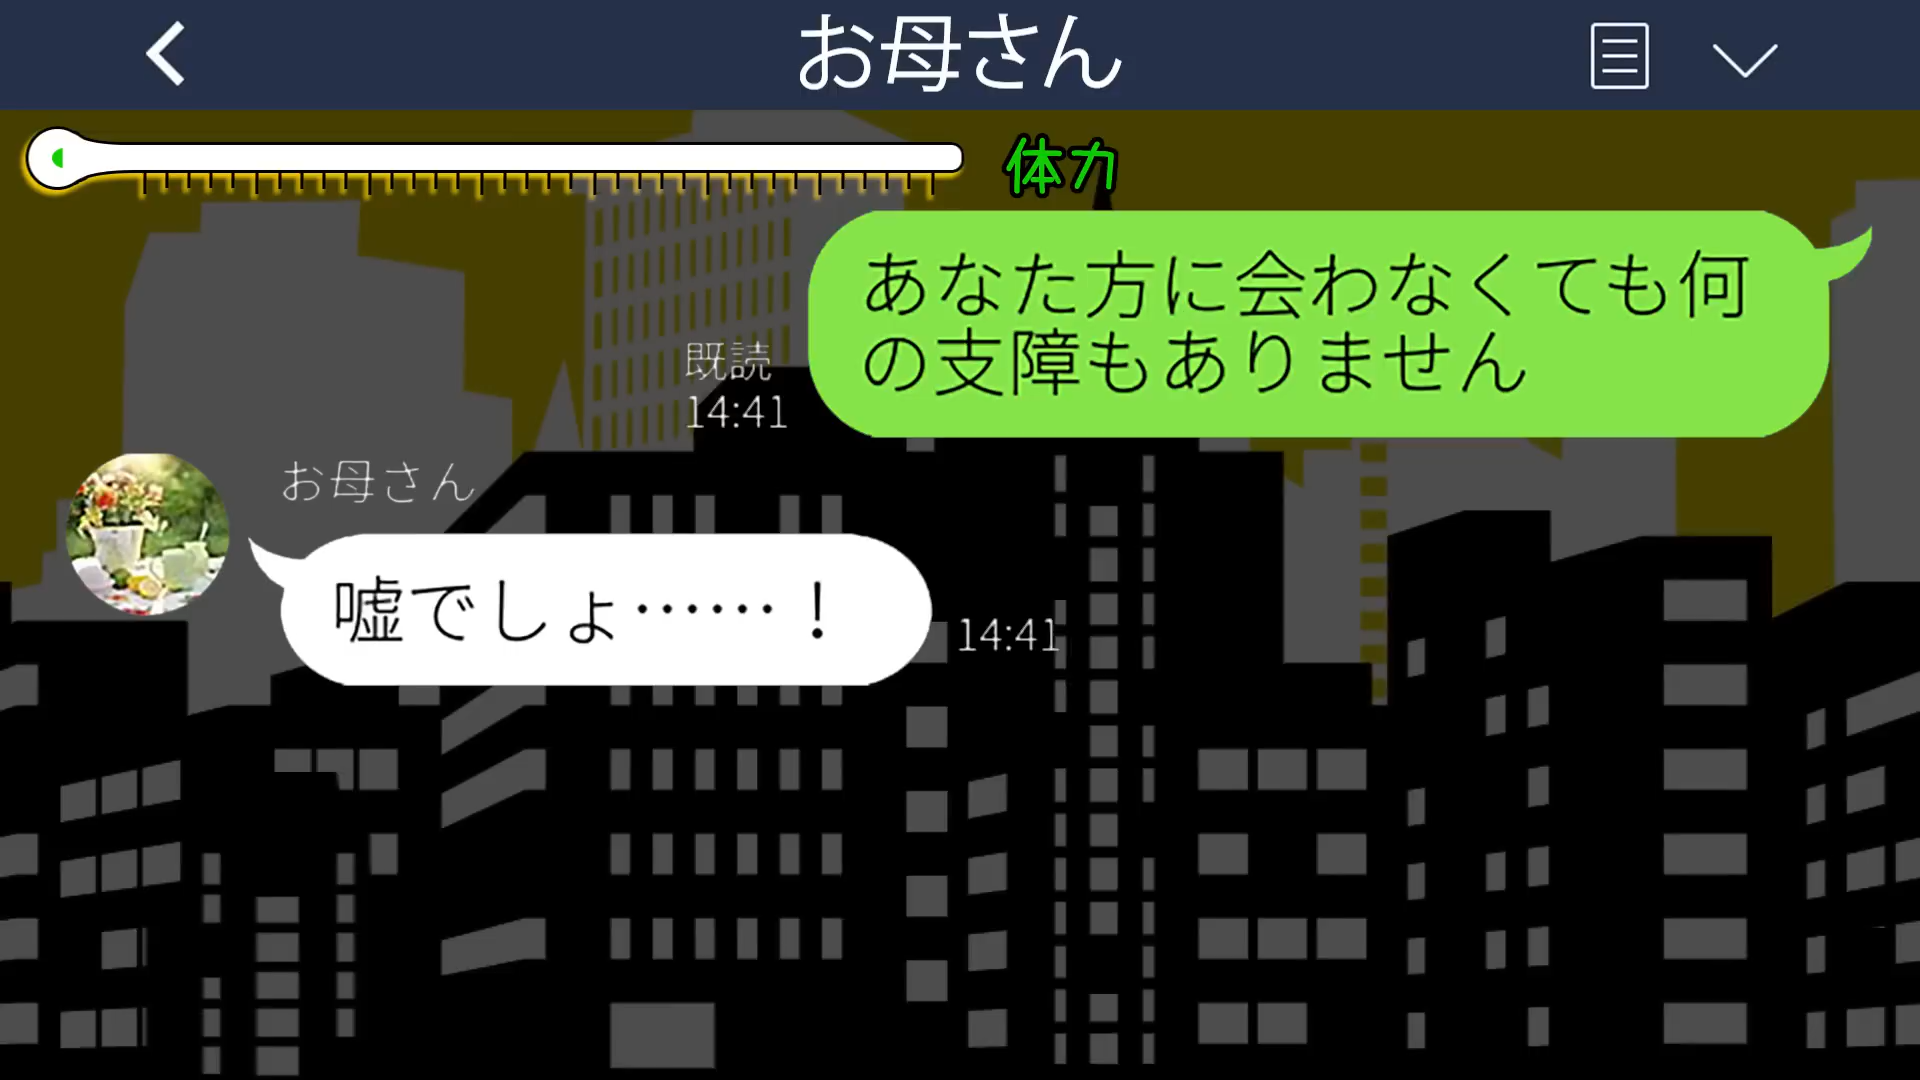 お母さん
体力
あなた方に会わなくても何
の支障もありません
既読
14:41
お母さん
嘘でしょ……！
14:41